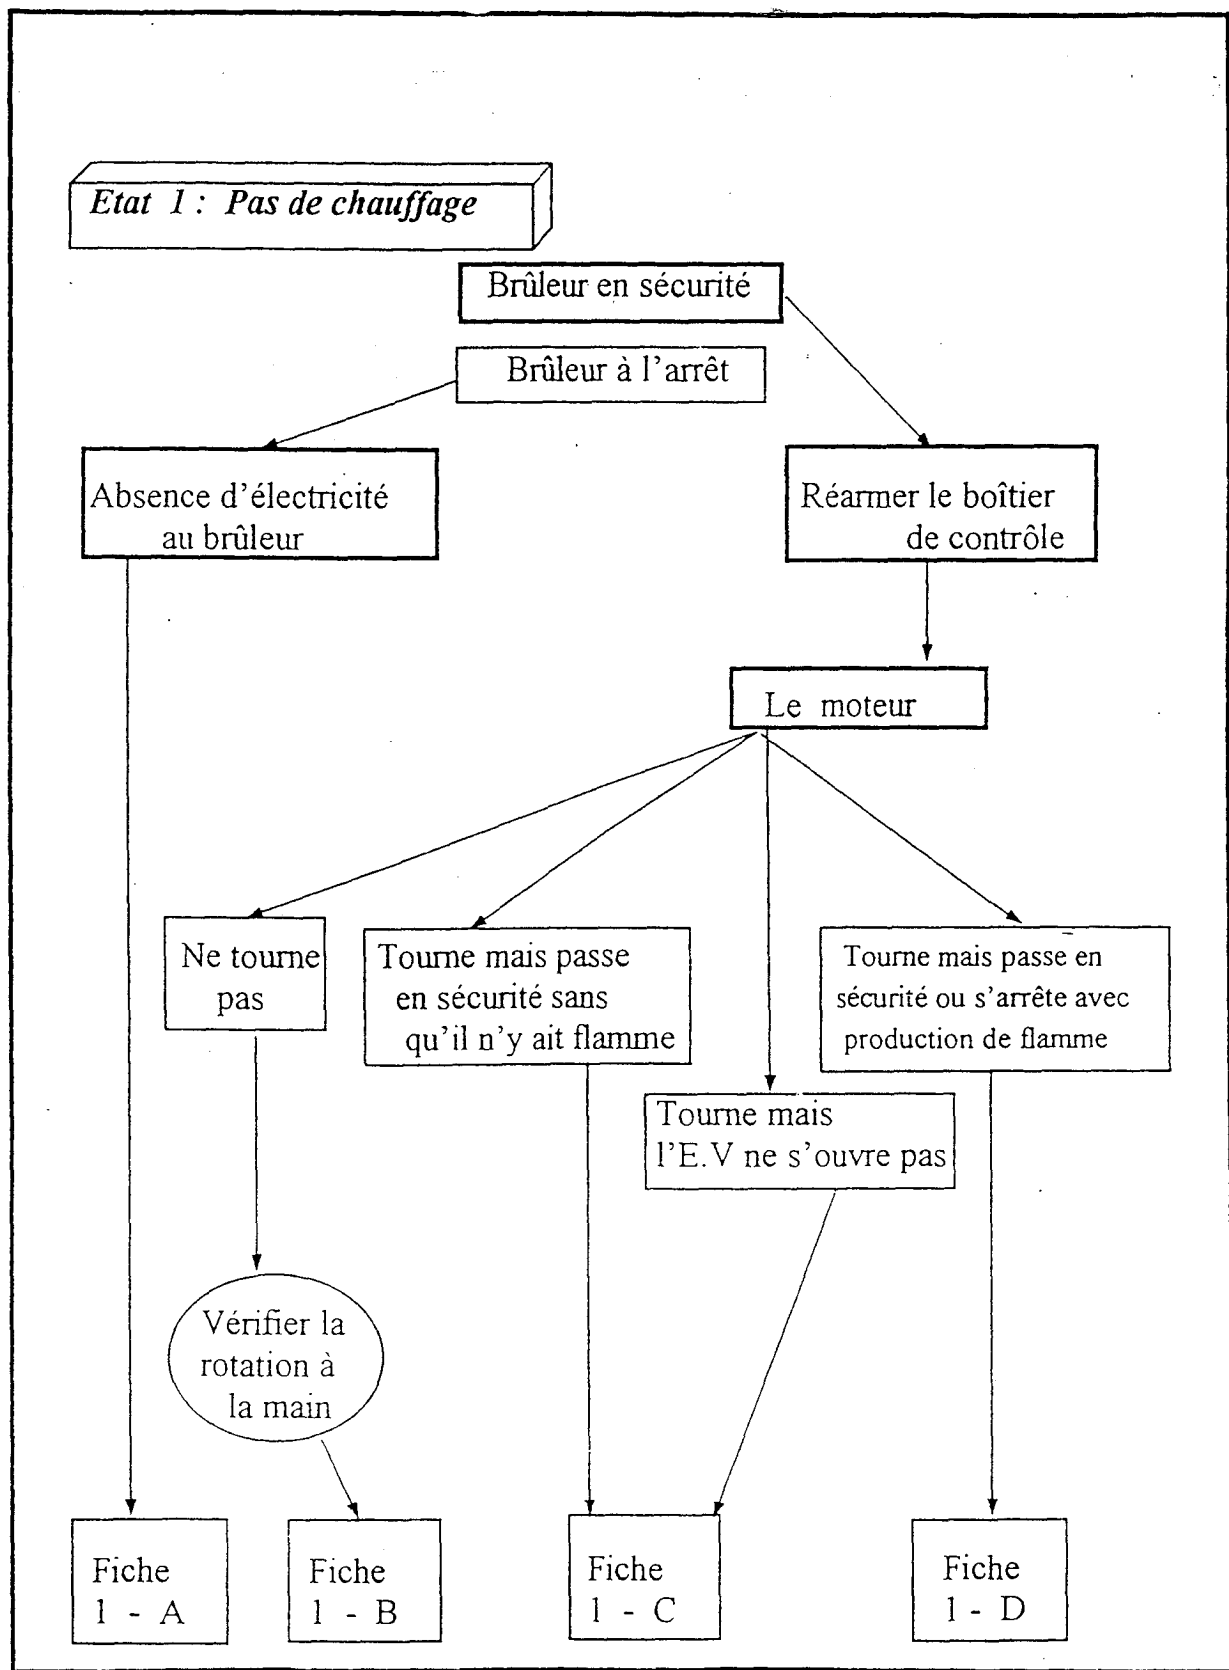 Etat 1 : Pas de chauffage
Brûleur en sécurité
Brûleur à l'arrêt
Absence d'électricité
au brûleur
Réarmer le boîtier
de contrôle
Le moteur
Ne tourne
pas
Tourne mais passe
en sécurité sans
qu'il n'y ait flamme
Tourne mais passe en
sécurité ou s'arrête avec
production de flamme
Tourne mais
l'E.V ne s'ouvre pas
Vérifier la
rotation à
la main
Fiche
1 - A
Fiche
1 - B
Fiche
1 - C
Fiche
1 - D